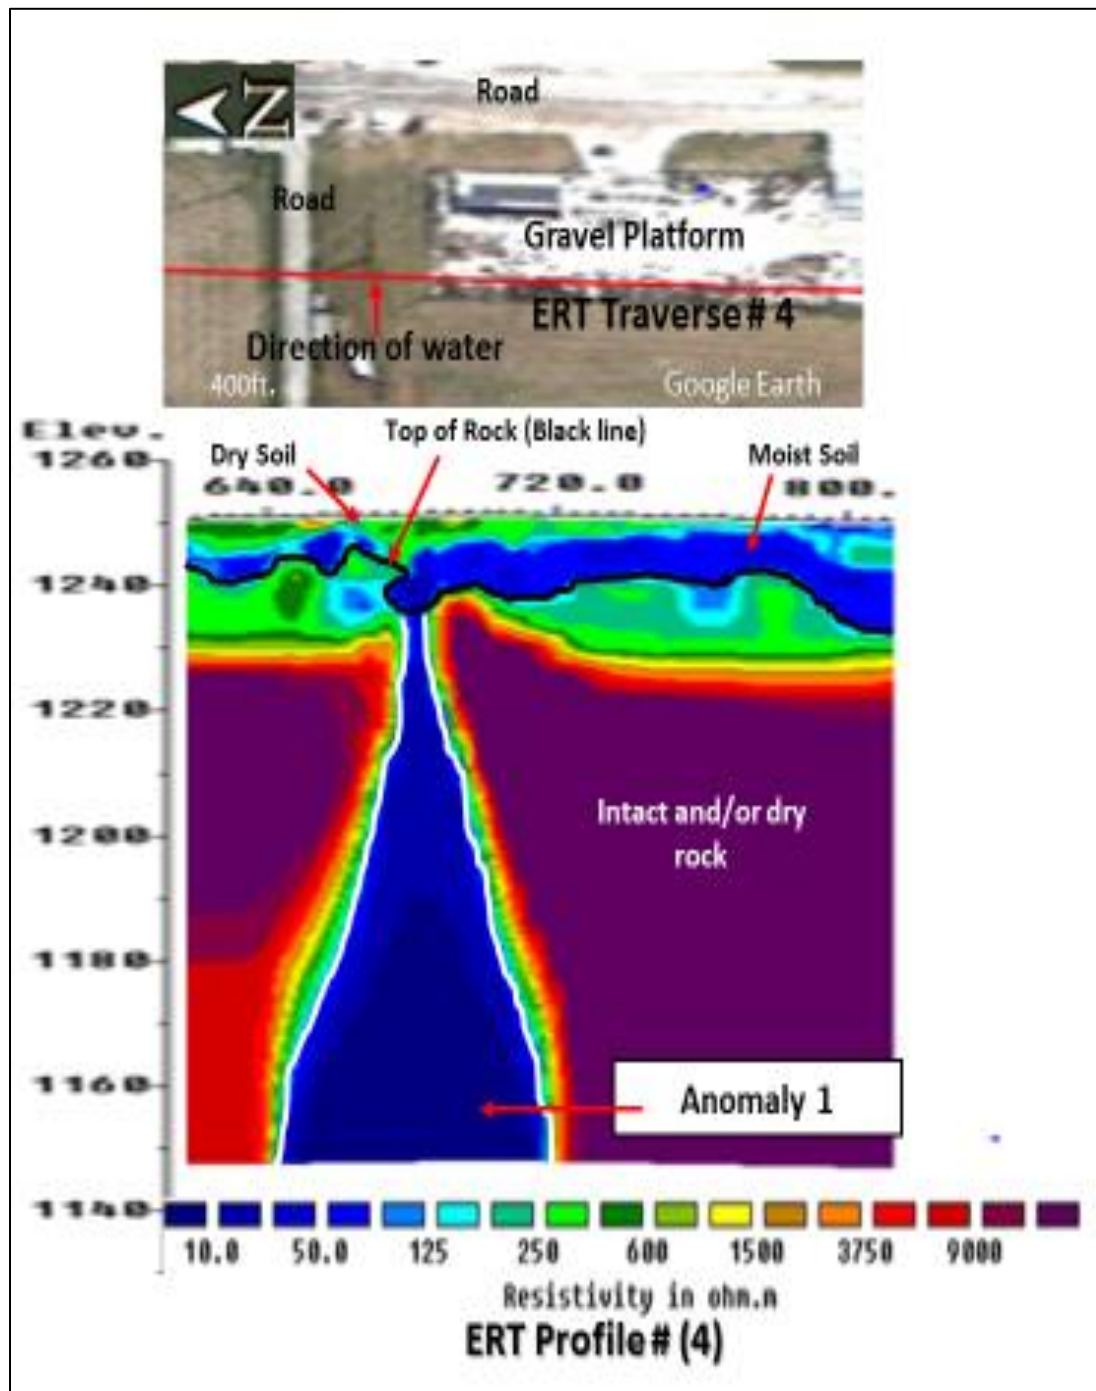 Z
Road
Road
Gravel Platform
ERT Traverse # 4
Direction of water
400ft.
Google Earth
Elev.
Top of Rock (Black line)
Dry Soil
Moist Soil
1260
640.0 720.0 800.
1240
1220
1200
Intact and/or dry
rock
1180
1160
Anomaly 1
1140
10.0 50.0 125 250 600 1500 3750 9000
Resistivity in ohm.m
ERT Profile # (4)